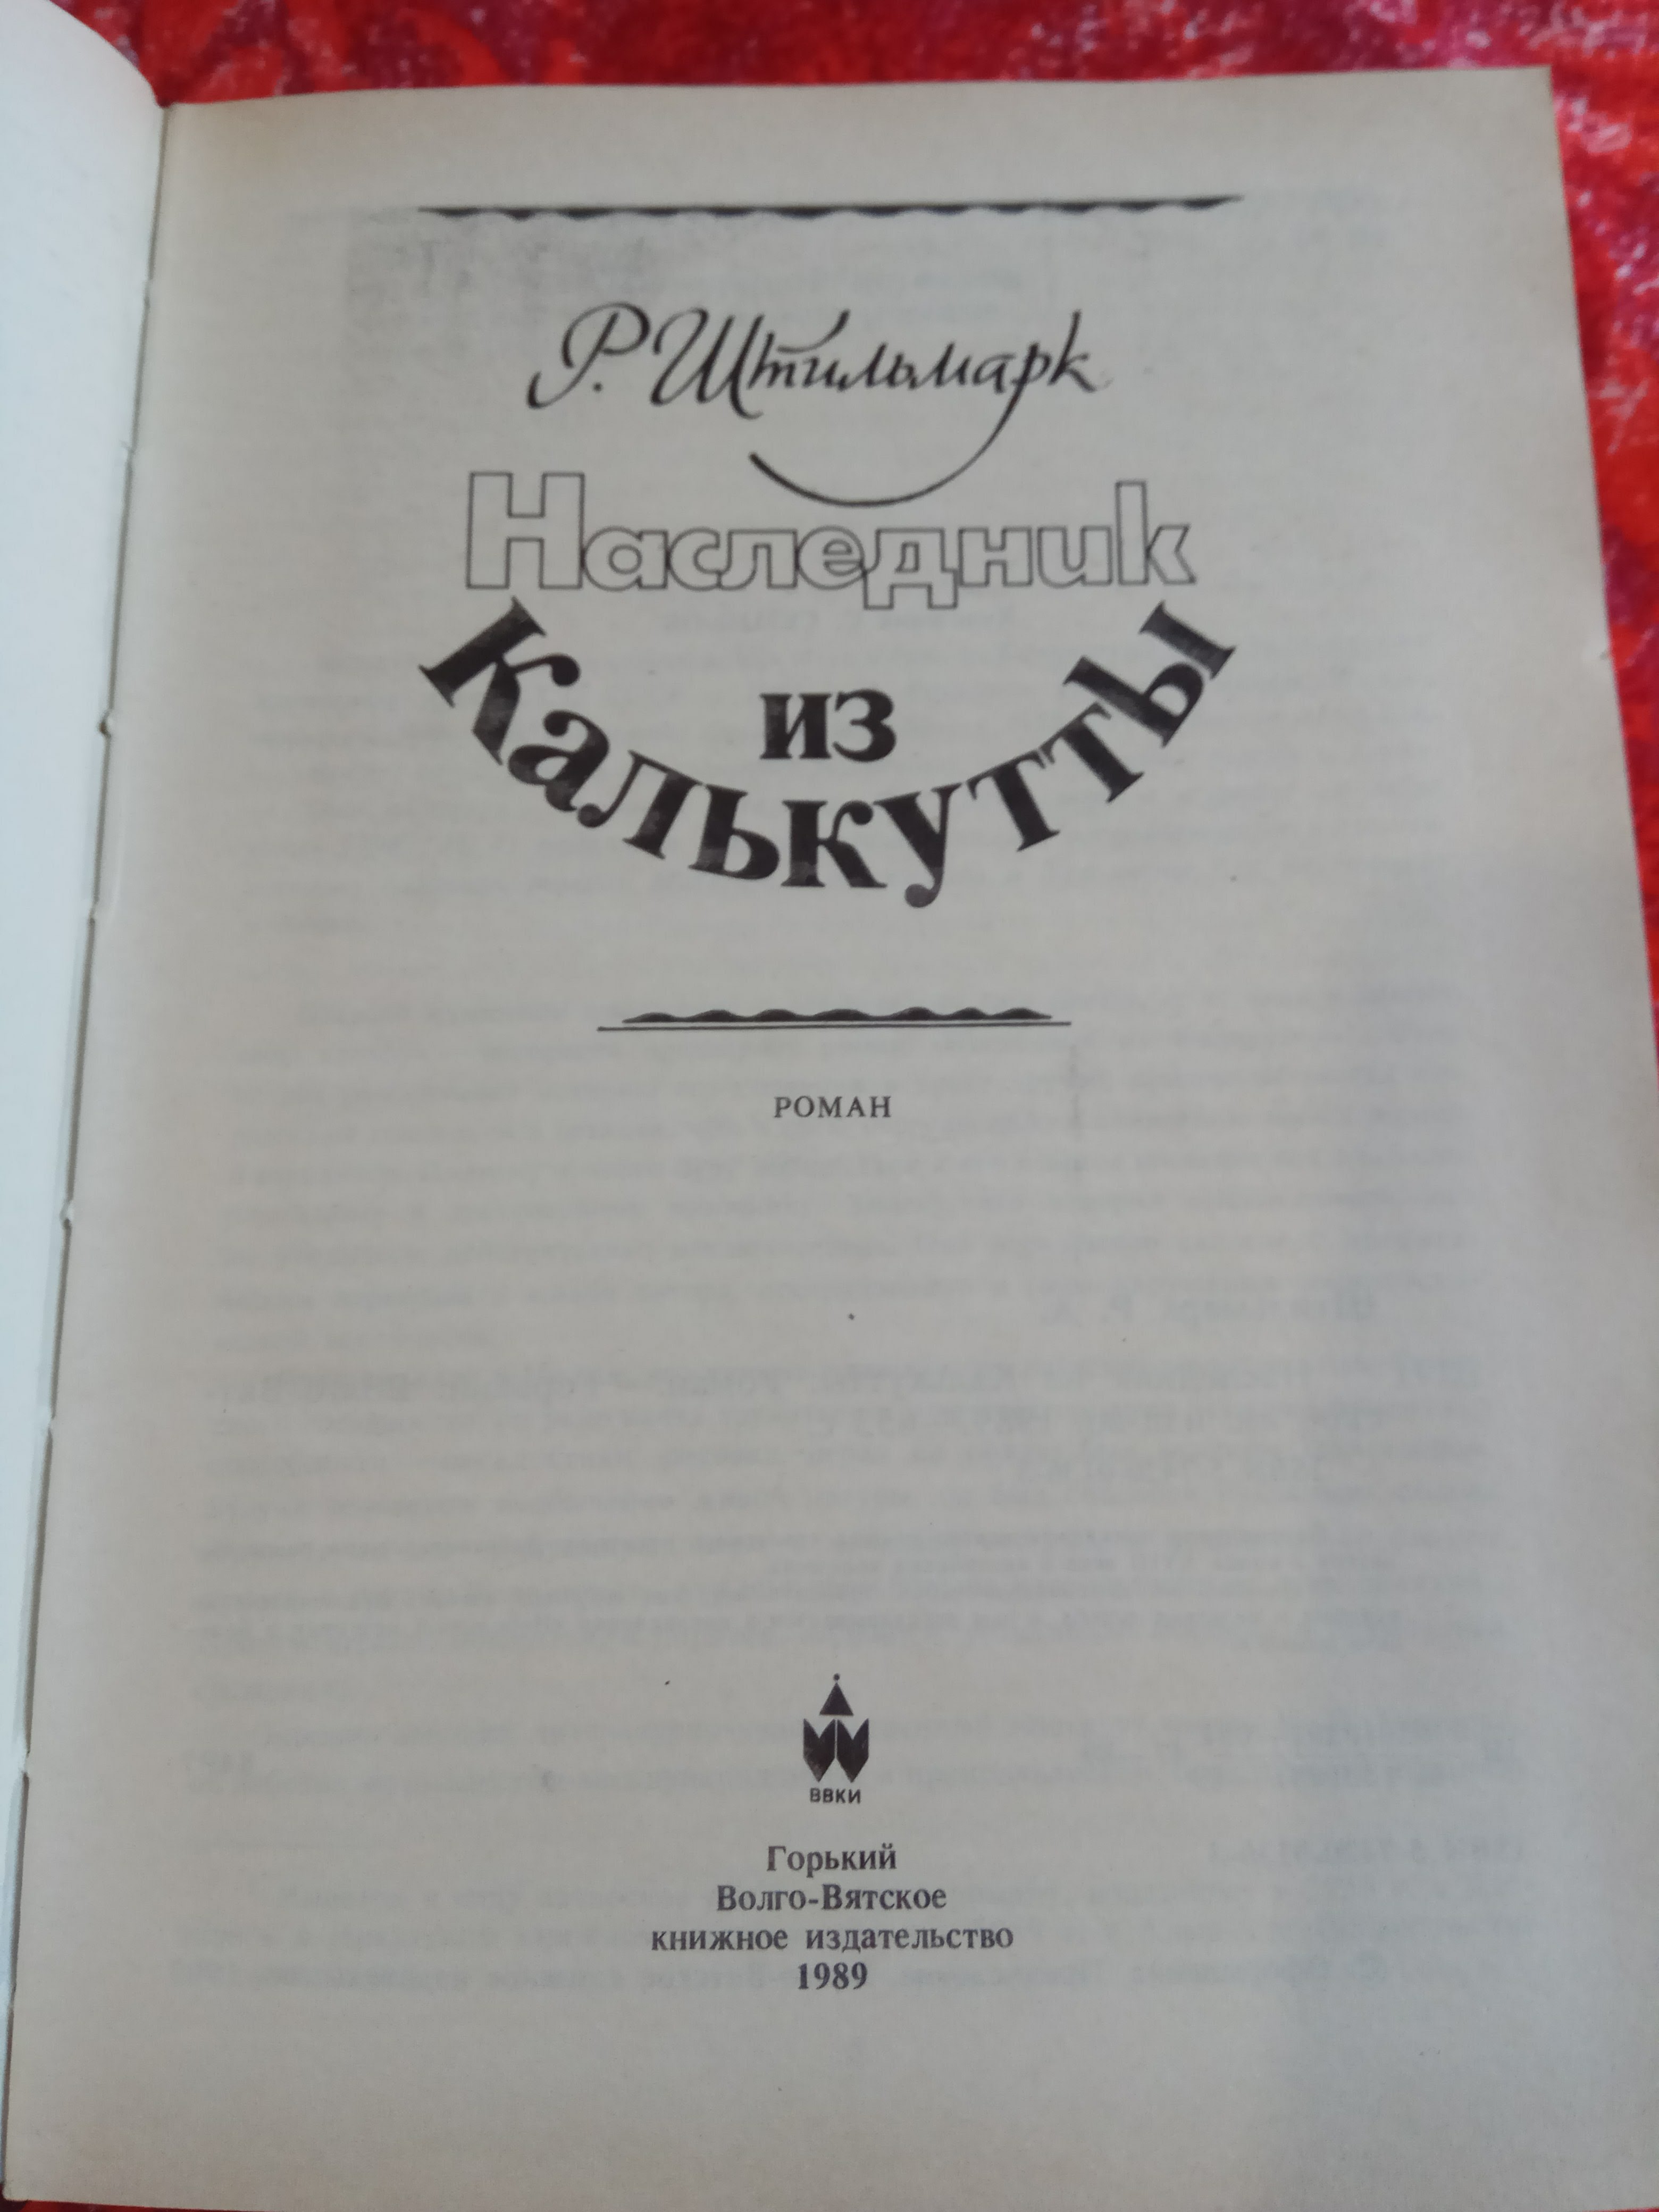 Р. Штильмарк
Наследник
из
Калькутты
РОМАН
ВВКИ
Горький
Волго-Вятское
книжное издательство
1989